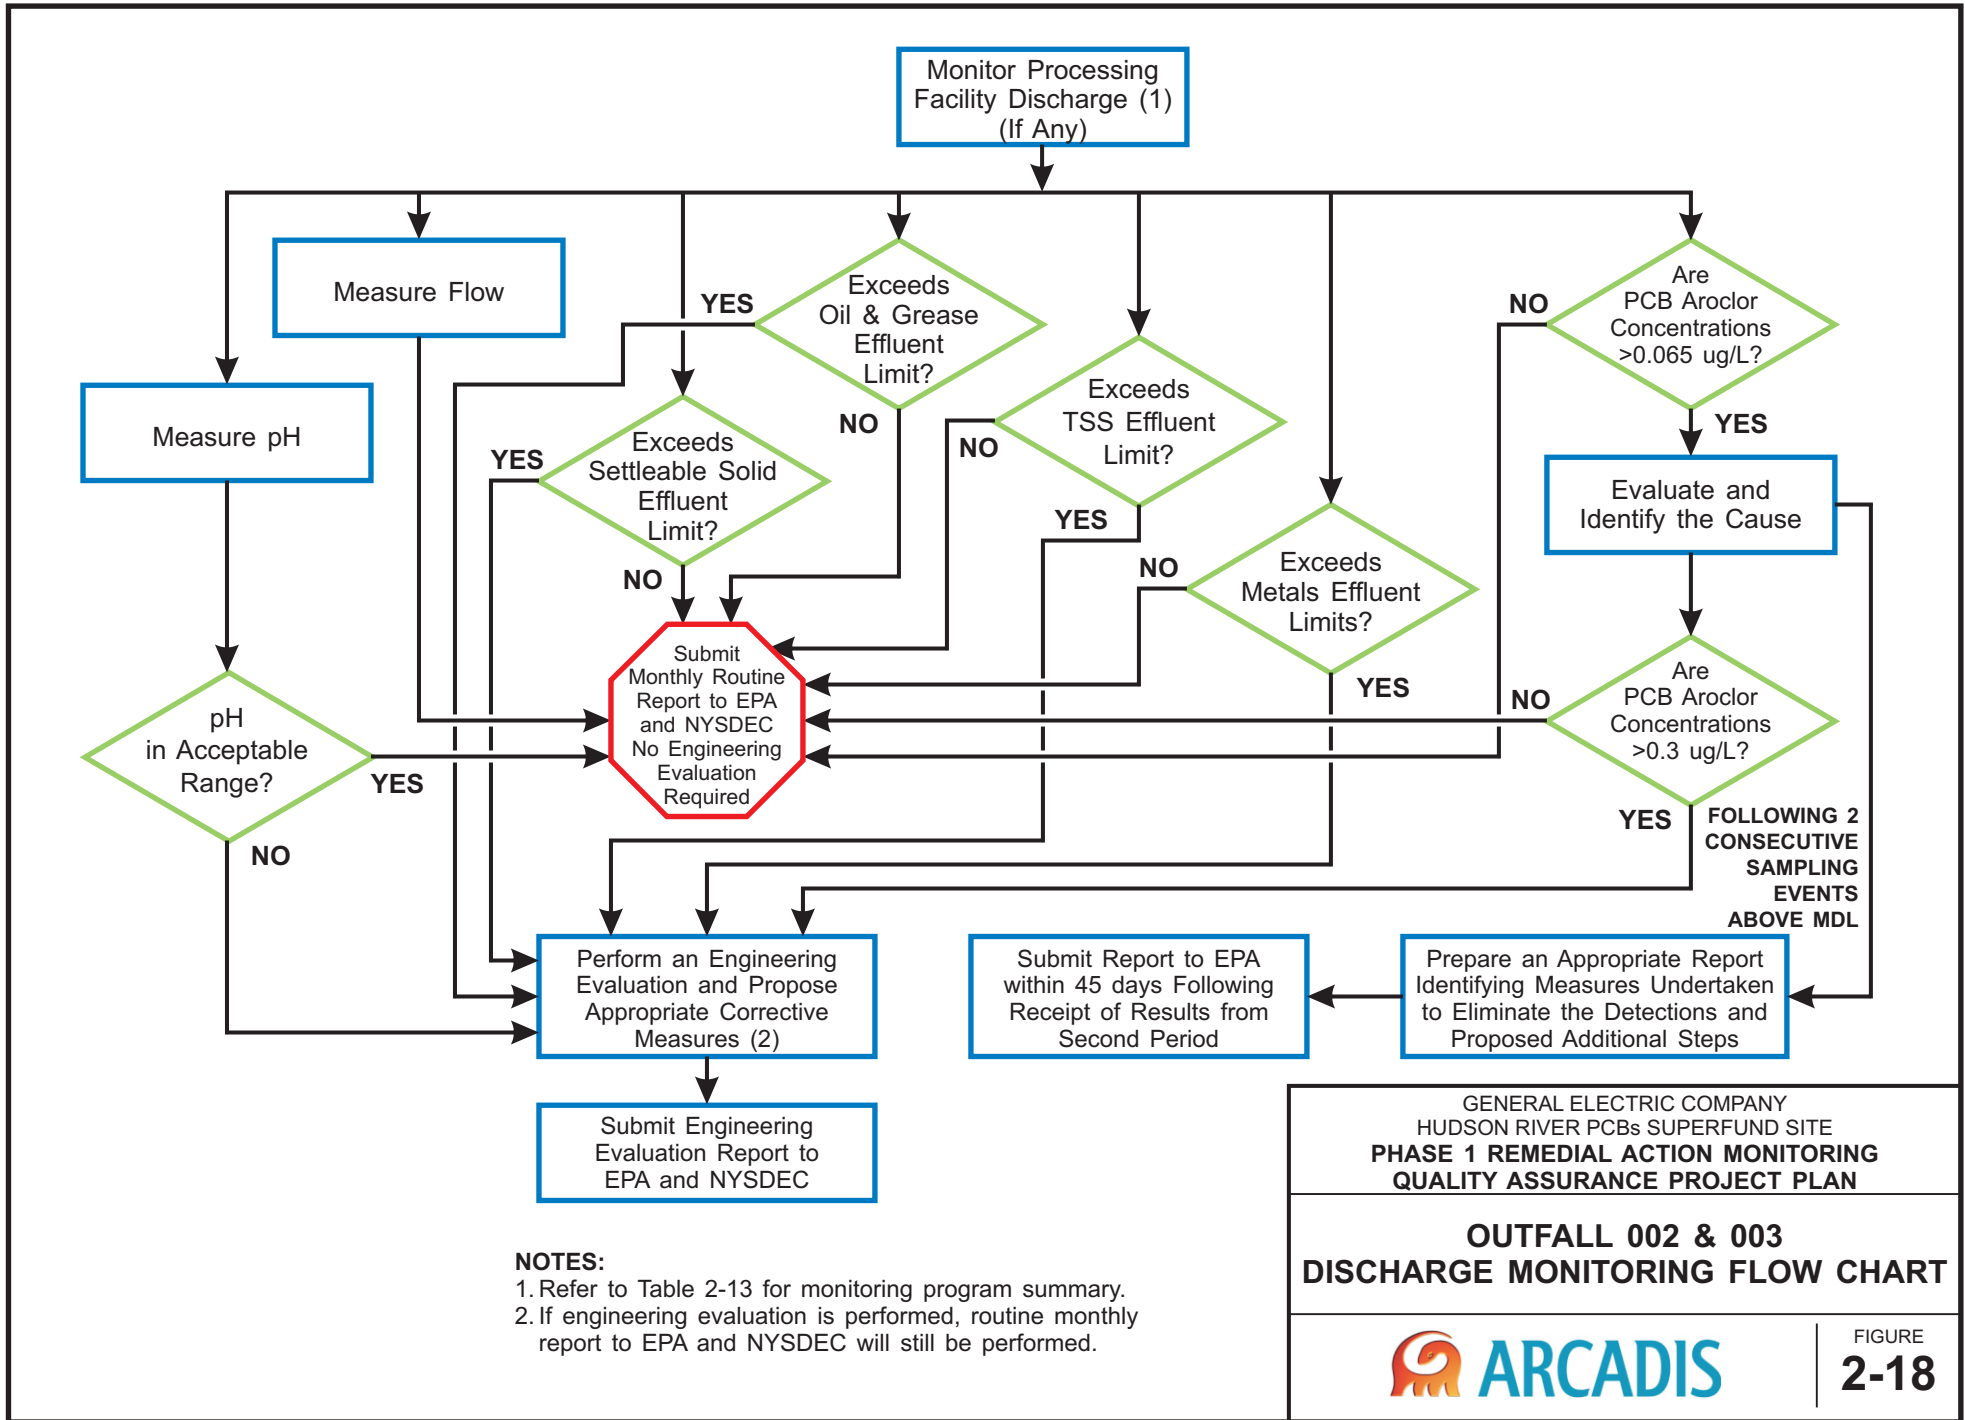 Monitor Processing
Facility Discharge (1)
(If Any)
Measure Flow
Measure pH
pH
in Acceptable
Range?
YES
NO
YES
Exceeds
Settleable Solid
Effluent
Limit?
NO
YES
Exceeds
Oil & Grease
Effluent
Limit?
NO
Exceeds
TSS Effluent
Limit?
NO
YES
Exceeds
Metals Effluent
Limits?
NO
YES
NO
Are
PCB Aroclor
Concentrations
>0.065 ug/L?
YES
Evaluate and
Identify the Cause
NO
Are
PCB Aroclor
Concentrations
>0.3 ug/L?
YES
FOLLOWING 2
CONSECUTIVE
SAMPLING
EVENTS
ABOVE MDL
Submit
Monthly Routine
Report to EPA
and NYSDEC
No Engineering
Evaluation
Required
Perform an Engineering
Evaluation and Propose
Appropriate Corrective
Measures (2)
Submit Report to EPA
within 45 days Following
Receipt of Results from
Second Period
Prepare an Appropriate Report
Identifying Measures Undertaken
to Eliminate the Detections and
Proposed Additional Steps
Submit Engineering
Evaluation Report to
EPA and NYSDEC
NOTES:
1. Refer to Table 2-13 for monitoring program summary.
2. If engineering evaluation is performed, routine monthly
report to EPA and NYSDEC will still be performed.
GENERAL ELECTRIC COMPANY
HUDSON RIVER PCBs SUPERFUND SITE
PHASE 1 REMEDIAL ACTION MONITORING
QUALITY ASSURANCE PROJECT PLAN
OUTFALL 002 & 003
DISCHARGE MONITORING FLOW CHART
ARCADIS
FIGURE
2-18